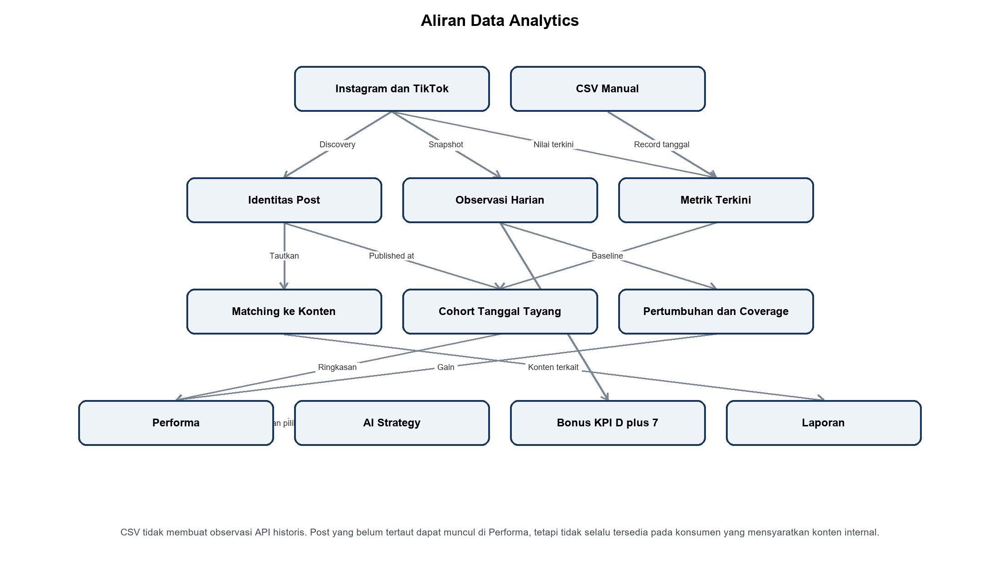 Aliran Data Analytics
Instagram dan TikTok
CSV Manual
Discovery
Snapshot
Nilai terkini
Record tanggal
Identitas Post
Observasi Harian
Metrik Terkini
Tautkan
Published at
Baseline
Matching ke Konten
Cohort Tanggal Tayang
Pertumbuhan dan Coverage
Ringkasan
Gain
Konten terkait
Performa
AI Strategy
Bonus KPI D plus 7
Laporan
CSV tidak membuat observasi API historis. Post yang belum tertaut dapat muncul di Performa, tetapi tidak selalu tersedia pada konsumen yang mensyaratkan konten internal.